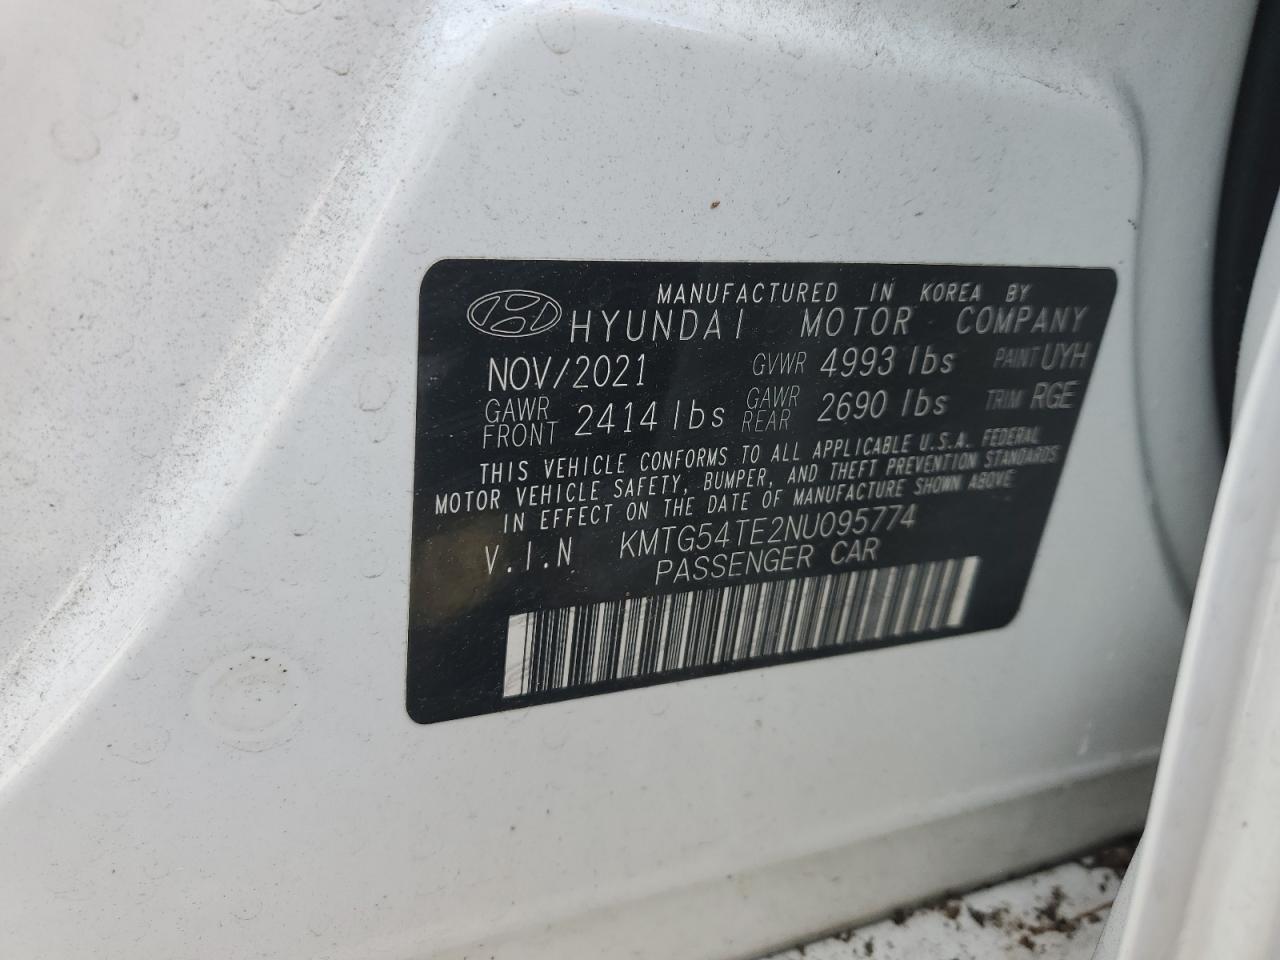 MANUFACTURED IN KOREA BY
HYUNDAI MOTOR COMPANY
NOV/2021 GVWR 4993 lbs PAINT UYH
GAWR FRONT 2414 lbs GAWR REAR 2690 lbs TRIM RGE
THIS VEHICLE CONFORMS TO ALL APPLICABLE U.S.A. FEDERAL
MOTOR VEHICLE SAFETY, BUMPER, AND THEFT PREVENTION STANDARDS
IN EFFECT ON THE DATE OF MANUFACTURE SHOWN ABOVE
V.I.N KMTG54TE2NU095774
PASSENGER CAR